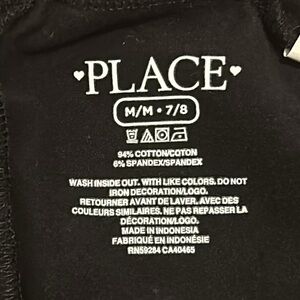 ♥PLACE♥
M/M • 7/8
94% COTTON/COTON
6% SPANDEX/SPANDEX
WASH INSIDE OUT. WITH LIKE COLORS. DO NOT
IRON DECORATION/LOGO.
RETOURNER AVANT DE LAVER. AVEC DES
COULEURS SIMILAIRES. NE PAS REPASSER LA
DÉCORATION/LOGO.
MADE IN INDONESIA
FABRIQUÉ EN INDONÉSIE
RN59284 CA40465